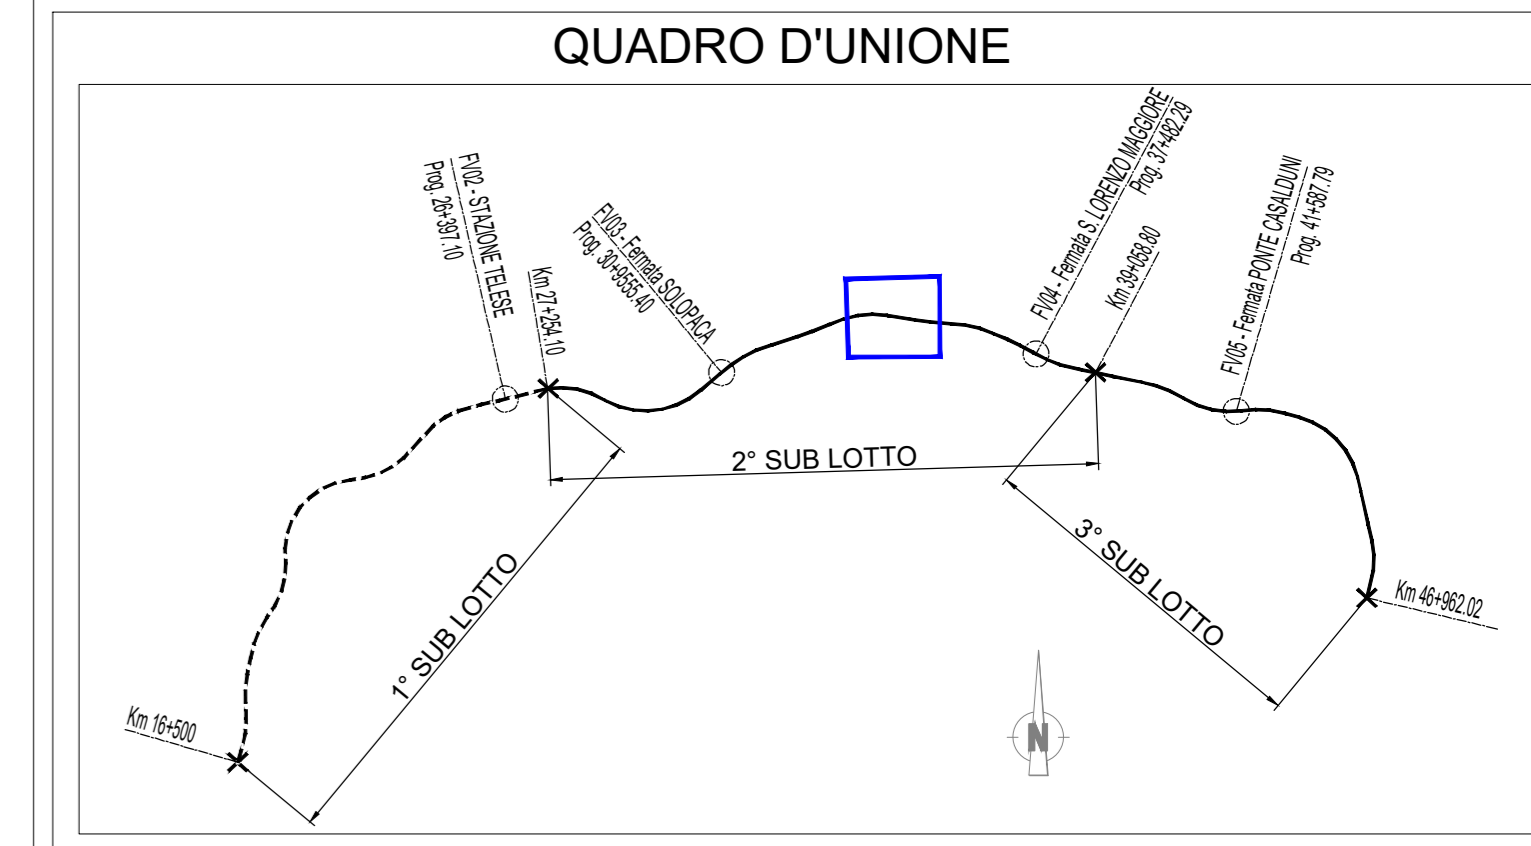 QUADRO D'UNIONE
FV02 - STAZIONE TELESE
Prog. 26+397.10
Km 27+254.10
FV03 - Fermata SOLOPACA
Prog. 30+9555.40
FV04 - Fermata S. LORENZO MAGGIORE
Prog. 37+482.29
Km 39+058.80
FV05 - Fermata PONTE CASALDUNI
Prog. 41+587.79
2° SUB LOTTO
1° SUB LOTTO
3° SUB LOTTO
Km 46+962.02
Km 16+500
N